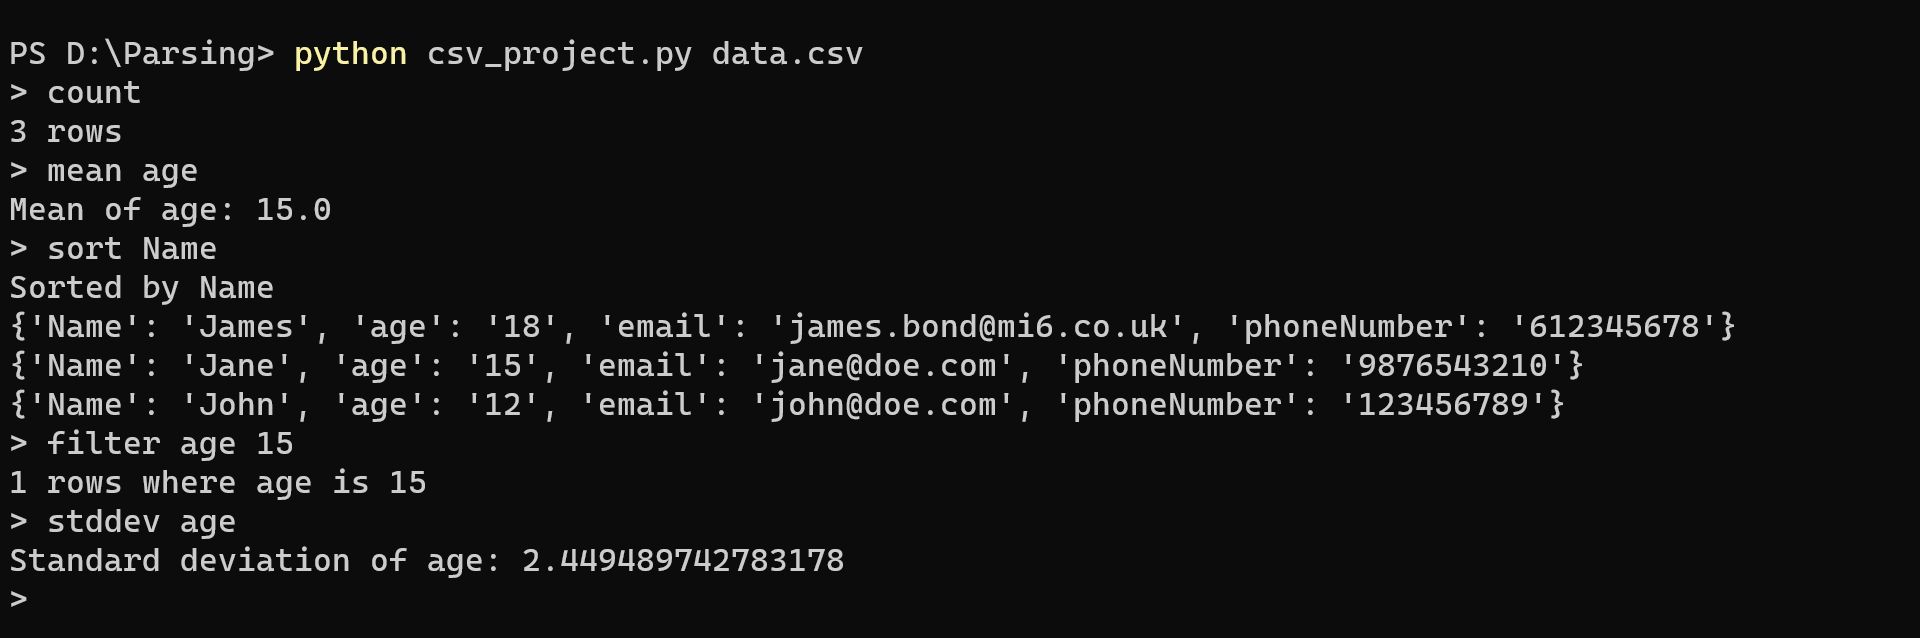 PS D:\Parsing> python csv_project.py data.csv
> count
3 rows
> mean age
Mean of age: 15.0
> sort Name
Sorted by Name
{'Name': 'James', 'age': '18', 'email': 'james.bond@mi6.co.uk', 'phoneNumber': '612345678'}
{'Name': 'Jane', 'age': '15', 'email': 'jane@doe.com', 'phoneNumber': '9876543210'}
{'Name': 'John', 'age': '12', 'email': 'john@doe.com', 'phoneNumber': '123456789'}
> filter age 15
1 rows where age is 15
> stddev age
Standard deviation of age: 2.449489742783178
>